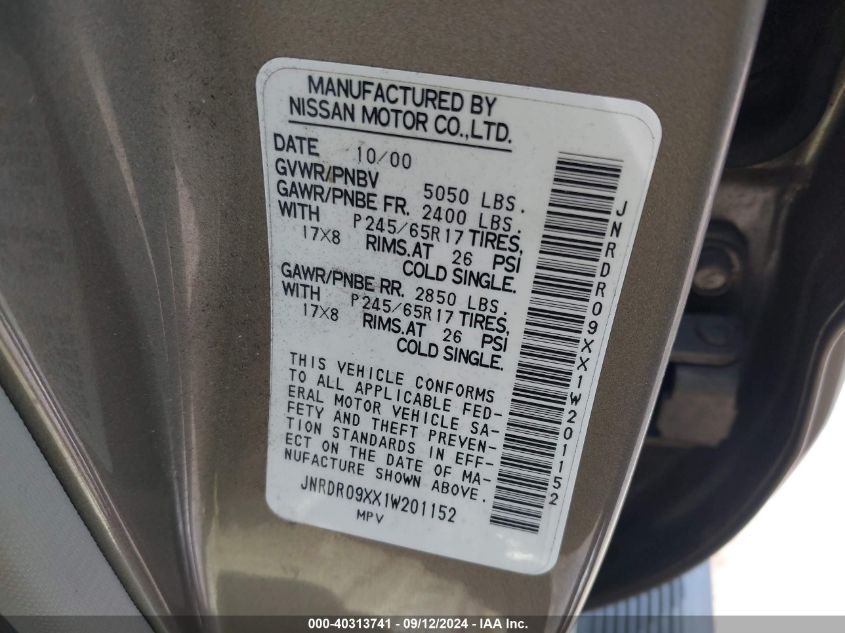 MANUFACTURED BY
NISSAN MOTOR CO.,LTD.
DATE 10/00
GVWR/PNBV 5050 LBS.
GAWR/PNBE FR. 2400 LBS.
WITH P245/65R17 TIRES,
17X8 RIMS.AT 26 PSI
COLD SINGLE.
GAWR/PNBE RR. 2850 LBS.
WITH P245/65R17 TIRES,
17X8 RIMS.AT 26 PSI
COLD SINGLE.
THIS VEHICLE CONFORMS
TO ALL APPLICABLE FED-
ERAL MOTOR VEHICLE SA-
FETY AND THEFT PREVEN-
TION STANDARDS IN EFF-
ECT ON THE DATE OF MA-
NUFACTURE SHOWN ABOVE.
JNRDR09XX1W201152
MPV
JNRDR09XX1W201152
000-40313741 - 09/12/2024 - IAA Inc.